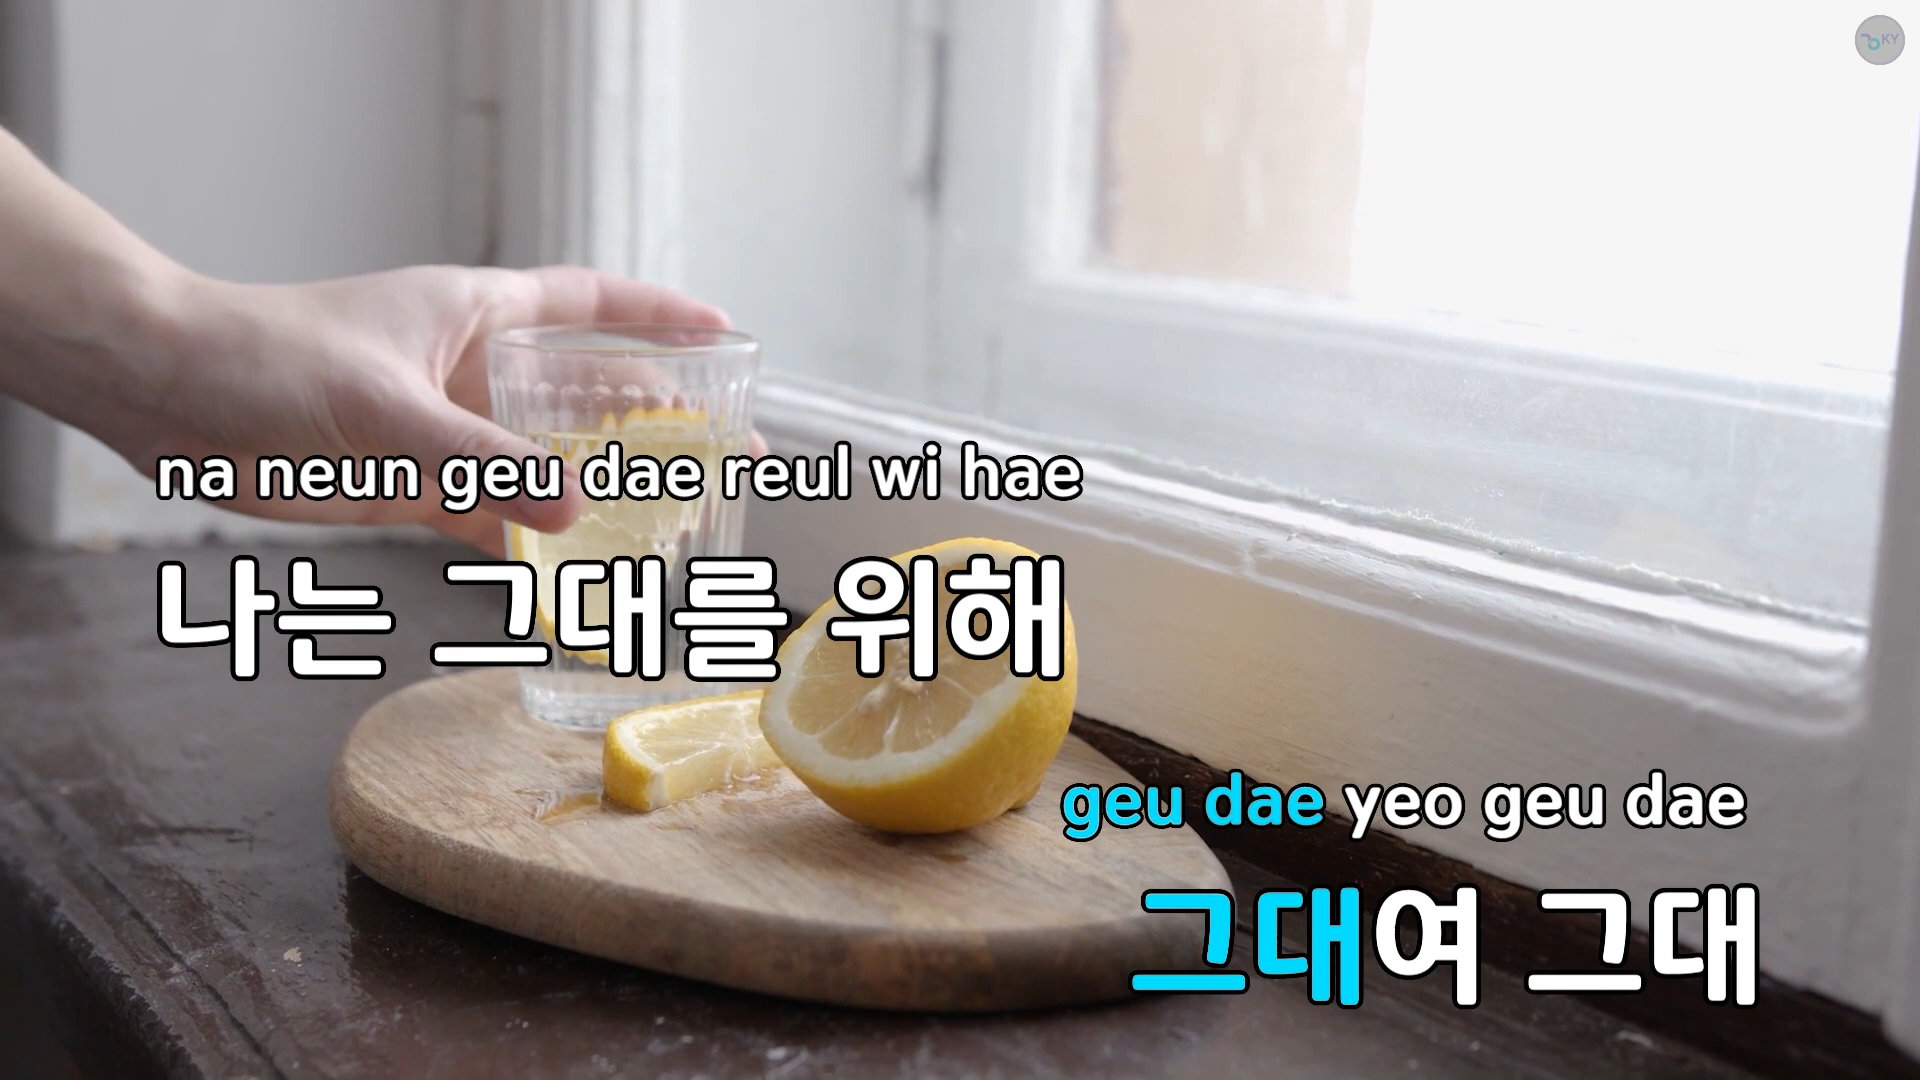 KY
na neun geu dae reul wi hae
나는 그대를 위해
geu dae yeo geu dae
그대여 그대